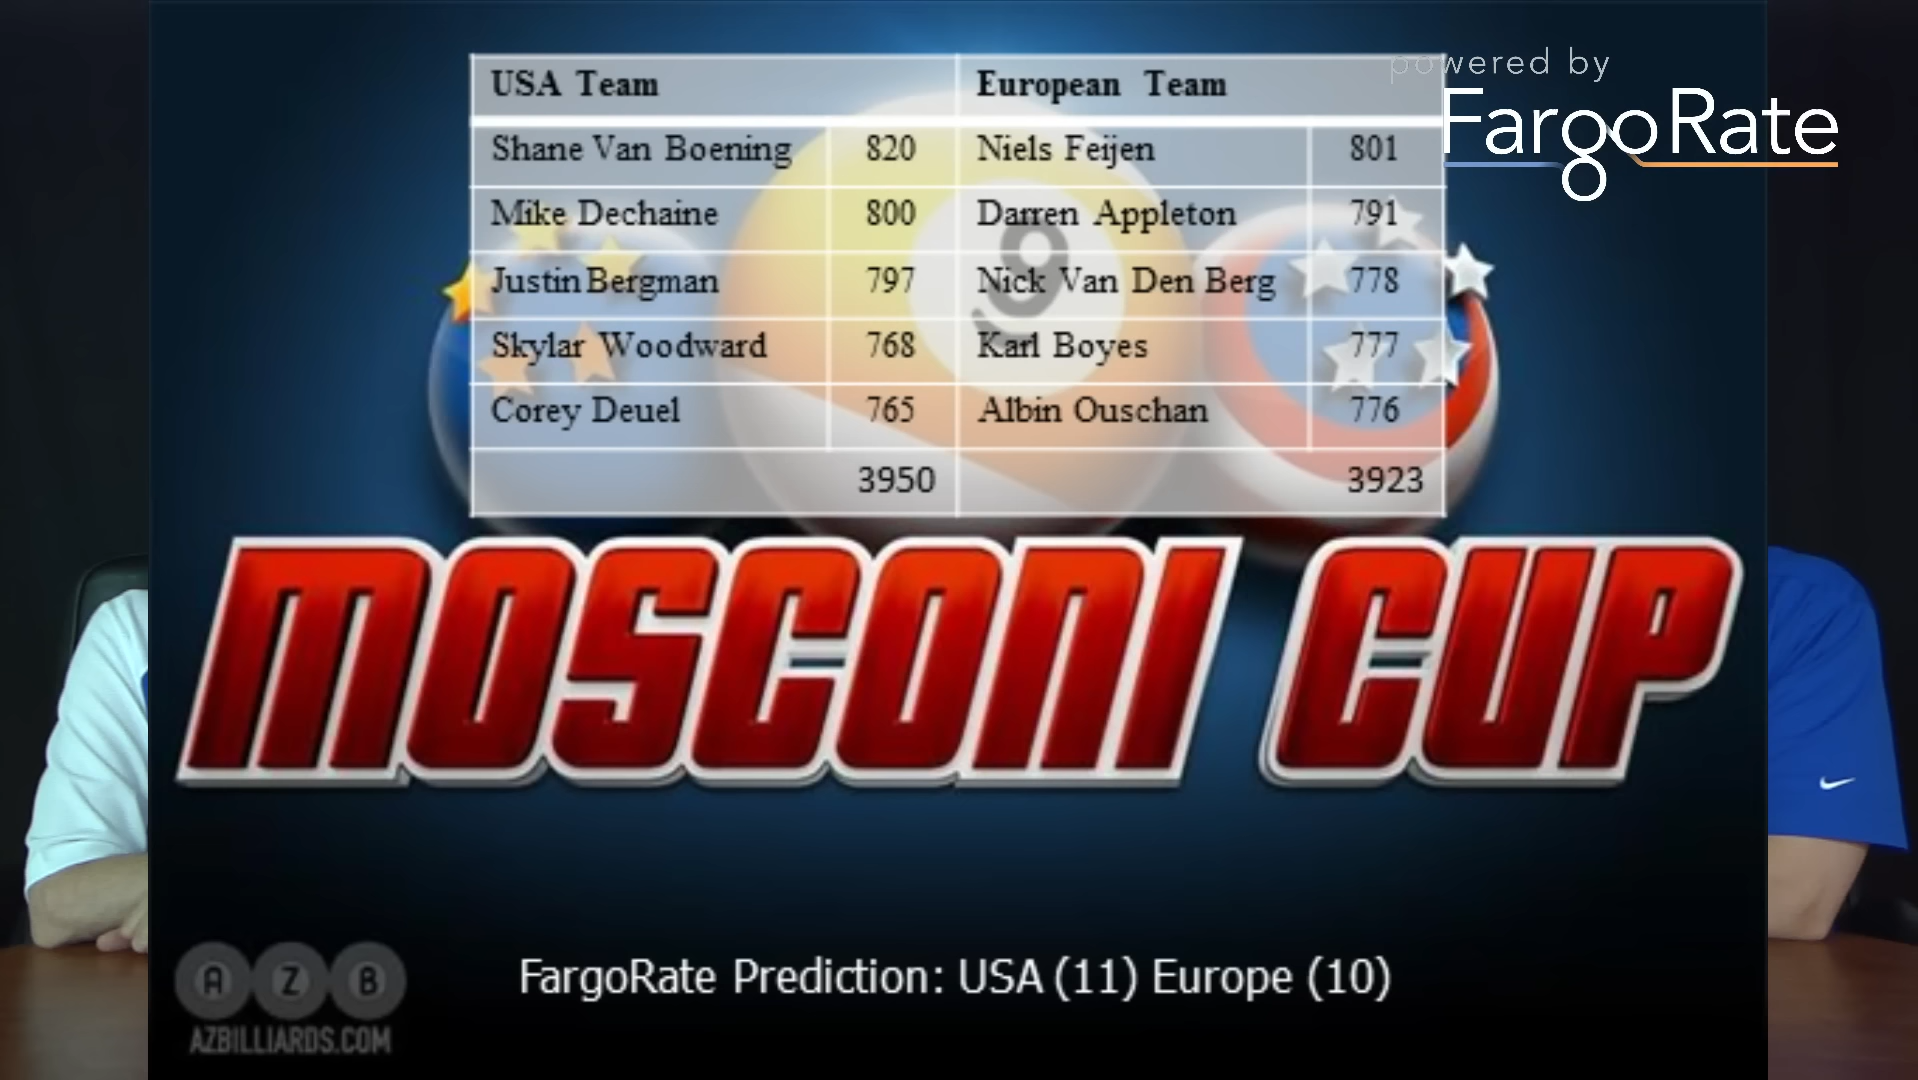 powered by
FargoRate
USA Team European Team
Shane Van Boening 820 Niels Feijen 801
Mike Dechaine 800 Darren Appleton 791
Justin Bergman 797 Nick Van Den Berg 778
Skylar Woodward 768 Karl Boyes 777
Corey Deuel 765 Albin Ouschan 776
3950 3923
9
MOSCONI CUP
FargoRate Prediction: USA (11) Europe (10)
A Z B
AZBILLIARDS.COM